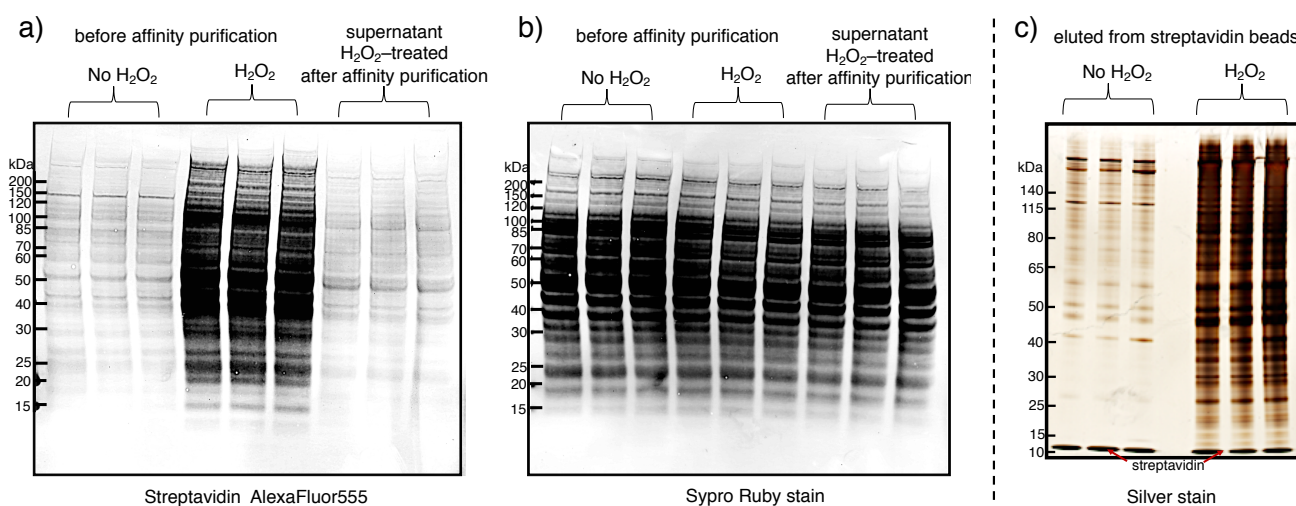 a)
before affinity purification
No H₂O₂
H₂O₂
supernatant
H₂O₂–treated
after affinity purification
kDa
200
150
120
100
85
70
60
50
40
30
25
20
15
Streptavidin AlexaFluor555
b)
before affinity purification
No H₂O₂
H₂O₂
supernatant
H₂O₂–treated
after affinity purification
kDa
200
150
120
100
85
70
60
50
40
30
25
20
15
Sypro Ruby stain
c)
eluted from streptavidin beads
No H₂O₂
H₂O₂
kDa
140
115
80
65
50
40
30
25
15
10
streptavidin
Silver stain